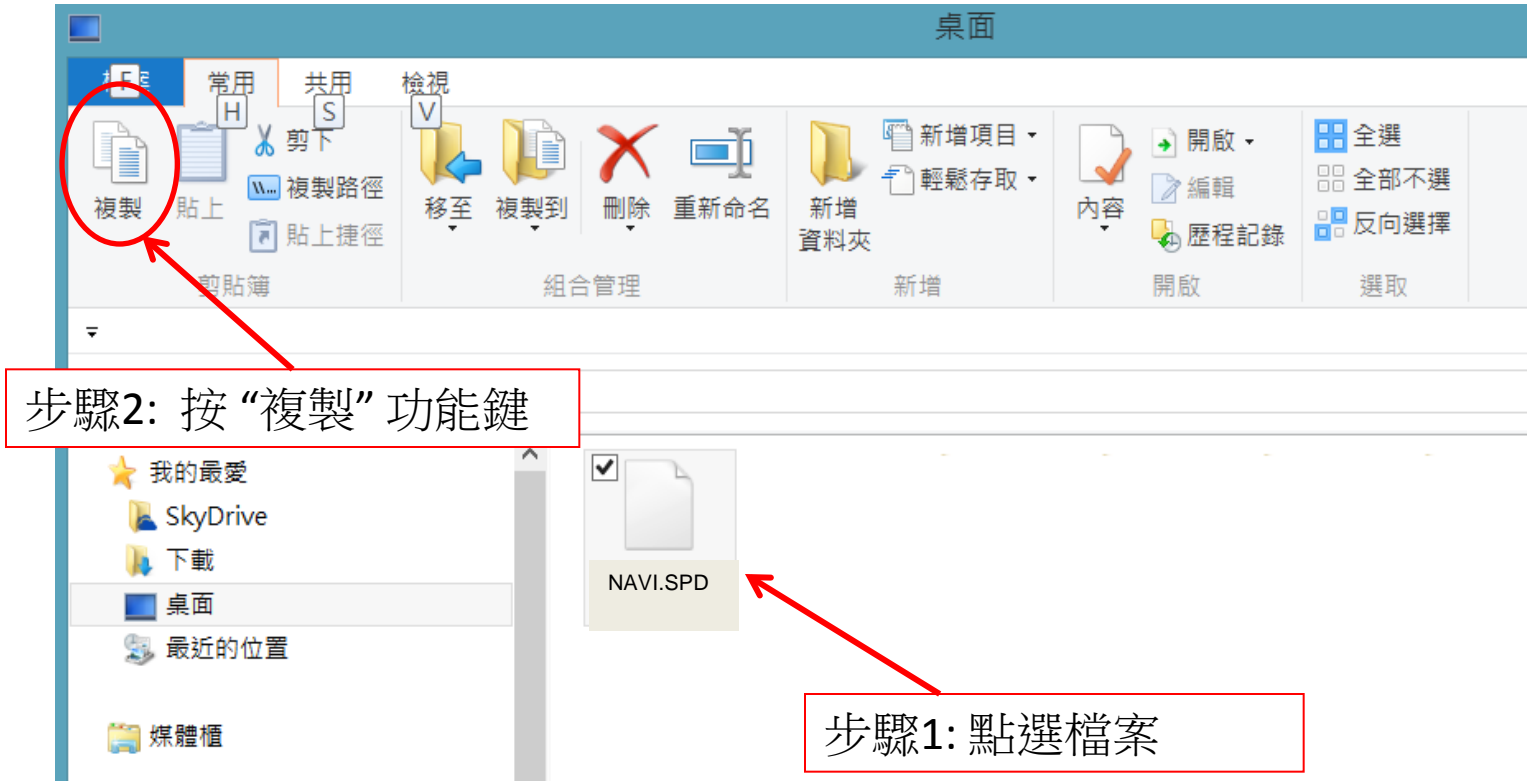 桌面
F
常用 共用 檢視
H S V
複製
貼上
剪下
複製路徑
貼上捷徑
剪貼簿
移至
複製到
刪除
重新命名
組合管理
新增
資料夾
新增項目
輕鬆存取
新增
內容
開啟
編輯
歷程記錄
開啟
全選
全部不選
反向選擇
選取
步驟2: 按 “複製” 功能鍵
我的最愛
SkyDrive
下載
桌面
最近的位置
媒體櫃
NAVI.SPD
步驟1: 點選檔案